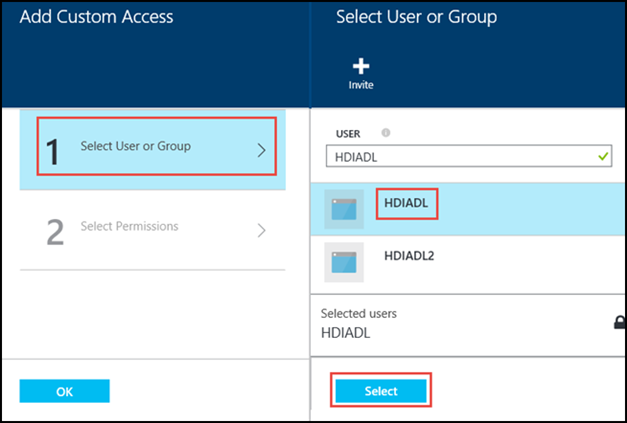 Add Custom Access
1
Select User or Group
2
Select Permissions
OK
Select User or Group
Invite
USER
HDIADL
HDIADL
HDIADL2
Selected users
HDIADL
Select